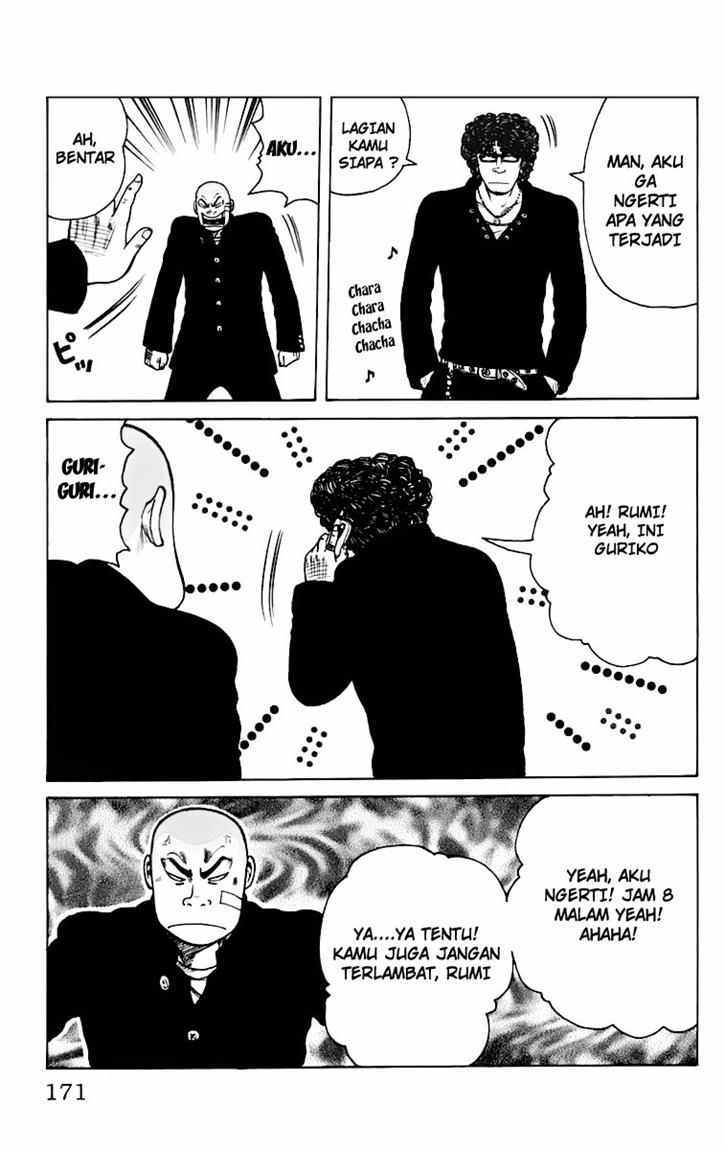 MAN, AKU
GA
NGERTI
APA YANG
TERJADI
LAGIAN
KAMU
SIAPA ?
Chara
Chara
Chacha
Chacha
AKU...
AH,
BENTAR
ピッ
AH! RUMI!
YEAH, INI
GURIKO
GURI-
GURI...
YEAH, AKU
NGERTI! JAM 8
MALAM YEAH!
AHAHA!
YA....YA TENTU!
KAMU JUGA JANGAN
TERLAMBAT, RUMI
171